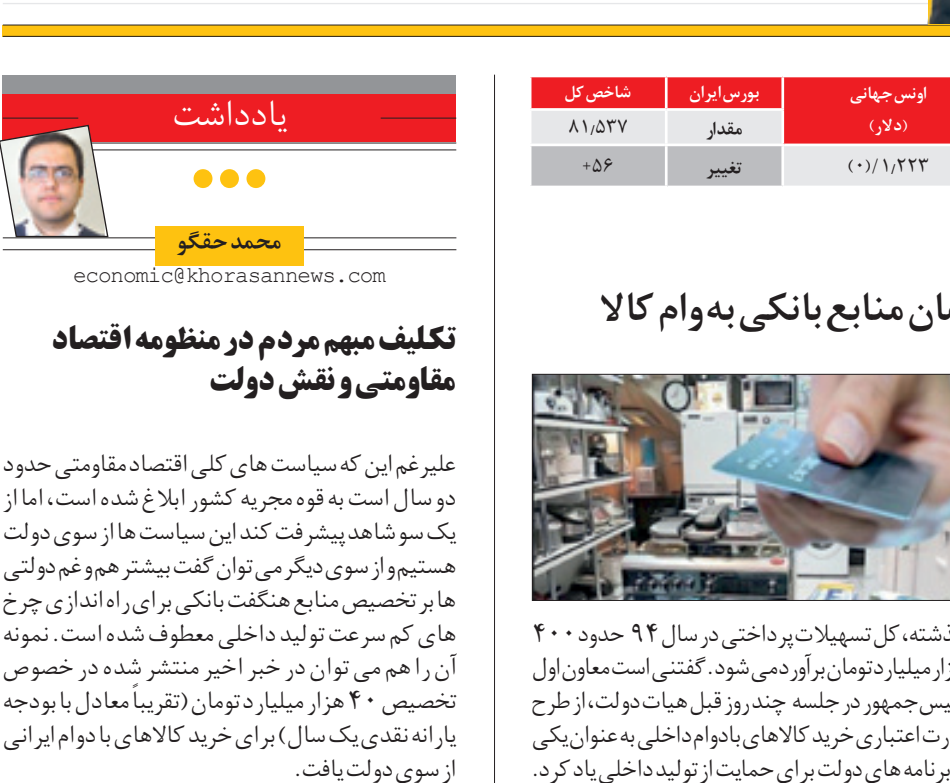 اونس جهانی
(دلار)
۱٫۲۲۳/(۰)
بورس ایران	شاخص کل
مقدار	۸۱٫۵۳۷
تغییر	+۵۶
منابع بانکی به وام کالا
۹۴ حدود ۴۰۰ کل تسهیلات پرداختی در سال
میلیارد تومان برآورد می شود. گفتنی است معاون اول
جمهور در جلسه چند روز قبل هیات دولت، از طرح
اعتباری خرید کالاهای بادوام داخلی به عنوان یکی
برنامه های دولت برای حمایت از تولید داخلی یاد کرد.
یادداشت
محمد حقگو
economic@khorasannews.com
تکلیف مبهم مردم در منظومه اقتصاد
مقاومتی و نقش دولت
علیرغم این که سیاست های کلی اقتصاد مقاومتی حدود
دو سال است به قوه مجریه کشور ابلاغ شده است، اما از
یک سو شاهد پیشرفت کند این سیاست ها از سوی دولت
هستیم و از سوی دیگر می توان گفت بیشتر هم و غم دولتی
ها بر تخصیص منابع هنگفت بانکی برای راه اندازی چرخ
های کم سرعت تولید داخلی معطوف شده است. نمونه
آن را هم می توان در خبر اخیر منتشر شده در خصوص
تخصیص ۴۰ هزار میلیارد تومان (تقریباً معادل با بودجه
یارانه نقدی یک سال) برای خرید کالاهای با دوام ایرانی
از سوی دولت یافت.